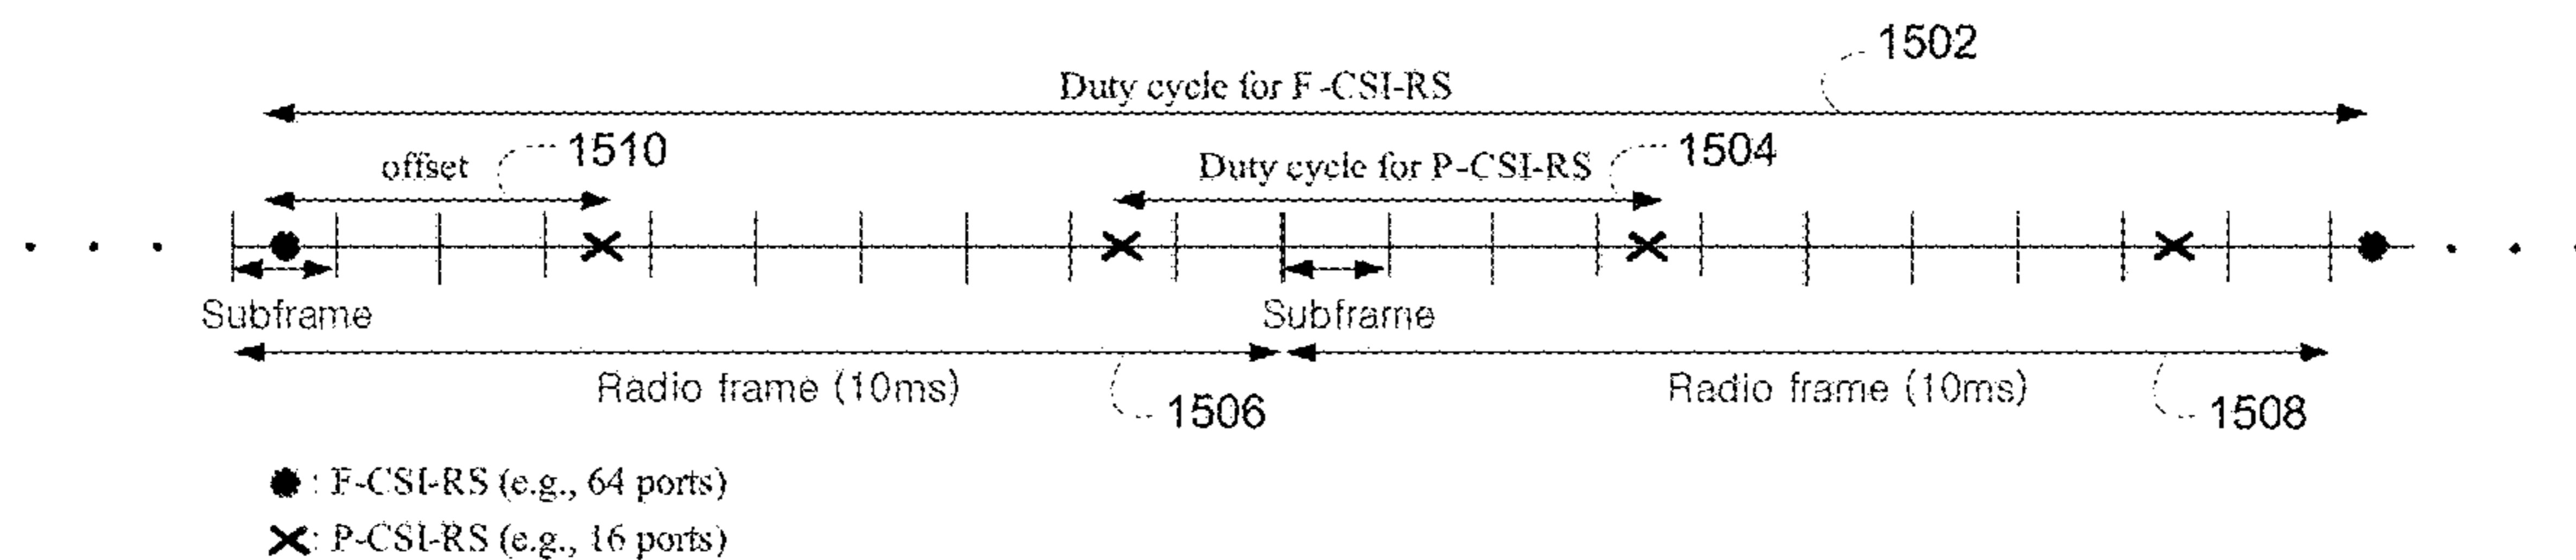 1502
Duty cycle for F-CSI-RS
offset
1510
Duty cycle for P-CSI-RS
1504
Subframe
Subframe
Radio frame (10ms)
1506
Radio frame (10ms)
1508
●: F-CSI-RS (e.g., 64 ports)
✕: P-CSI-RS (e.g., 16 ports)